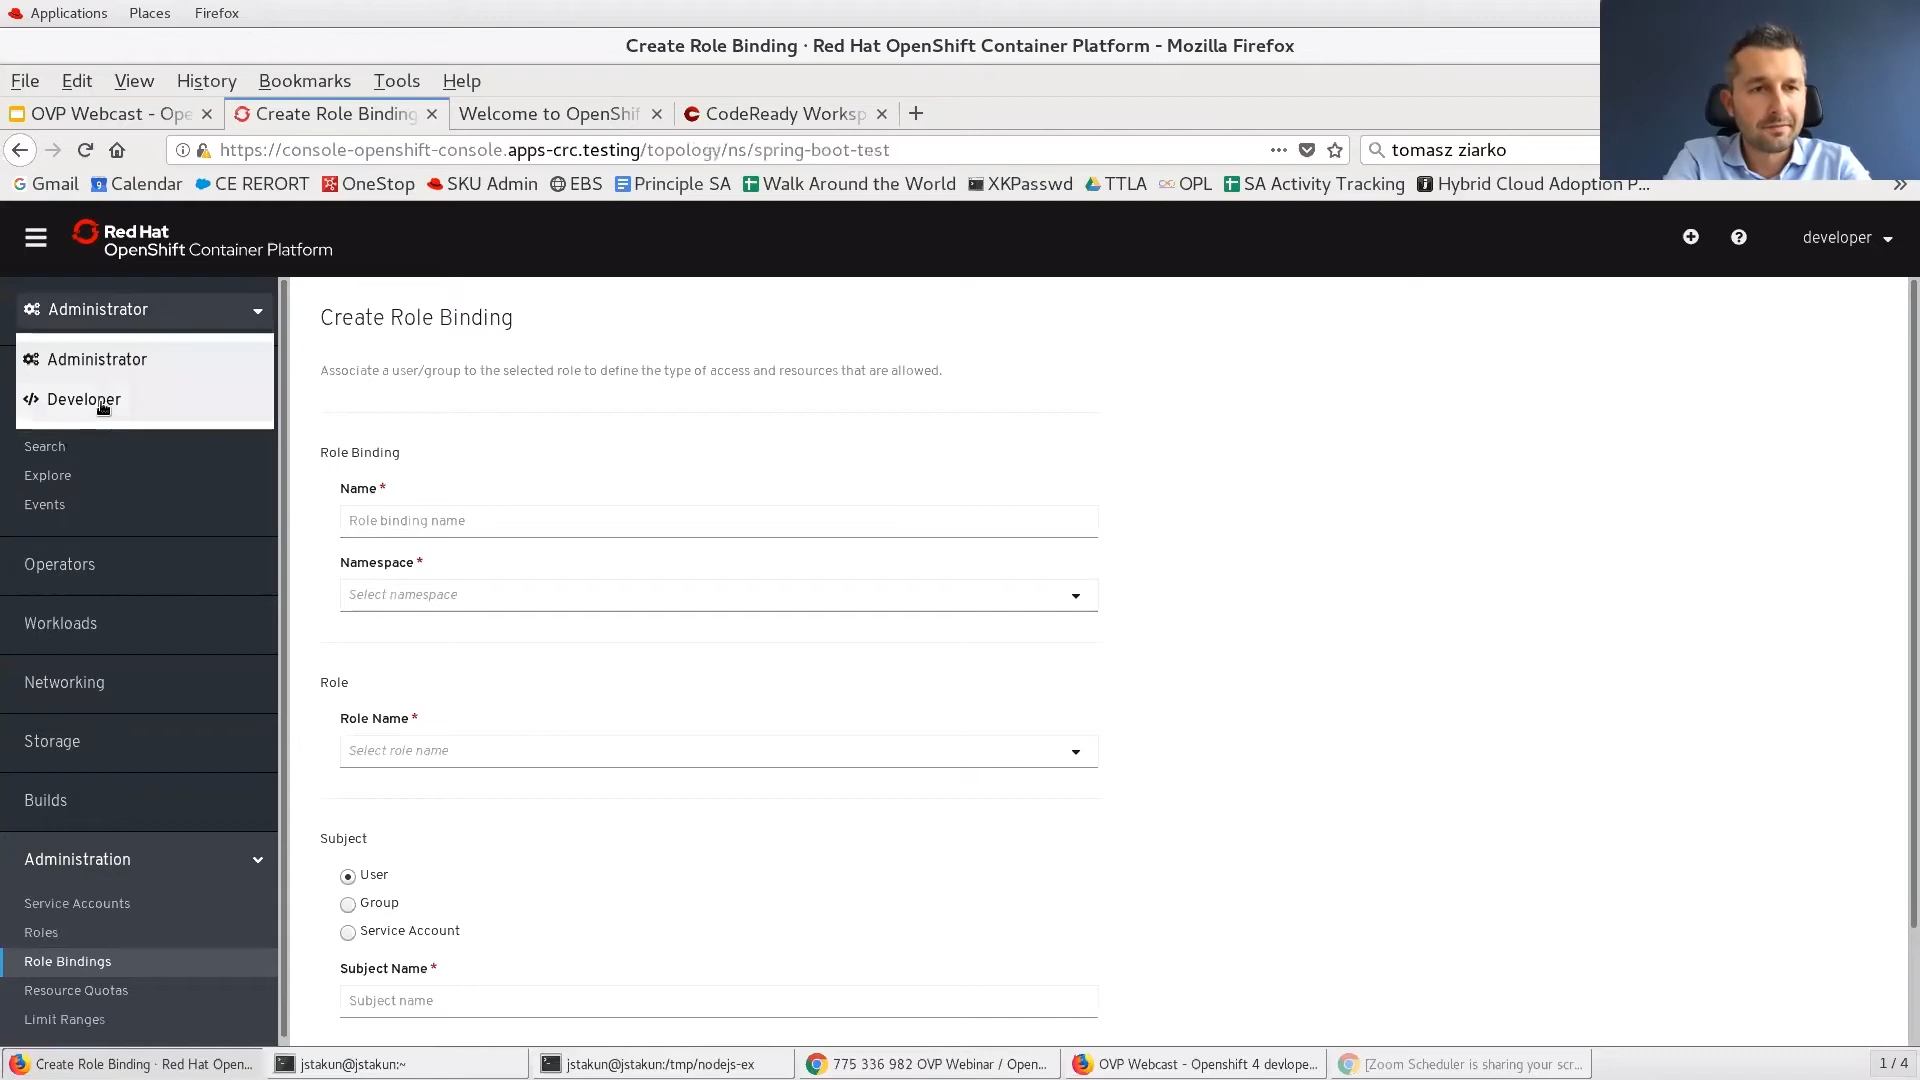 Applications Places Firefox
Create Role Binding · Red Hat OpenShift Container Platform - Mozilla Firefox
File Edit View History Bookmarks Tools Help
OVP Webcast - Ope
Create Role Binding
Welcome to OpenShif
CodeReady Worksp
https://console-openshift-console.apps-crc.testing/topology/ns/spring-boot-test
tomasz ziarko
Gmail Calendar CE RERORT OneStop SKU Admin EBS Principle SA Walk Around the World XKPasswd TTLA OPL SA Activity Tracking Hybrid Cloud Adoption P...
Red Hat
OpenShift Container Platform
developer
Administrator
Administrator
Developer
Search
Explore
Events
Operators
Workloads
Networking
Storage
Builds
Administration
Service Accounts
Roles
Role Bindings
Resource Quotas
Limit Ranges
Create Role Binding
Associate a user/group to the selected role to define the type of access and resources that are allowed.
Role Binding
Name *
Role binding name
Namespace *
Select namespace
Role
Role Name *
Select role name
Subject
User
Group
Service Account
Subject Name *
Subject name
Create Role Binding · Red Hat Open...
jstakun@jstakun:~
jstakun@jstakun:/tmp/nodejs-ex
775 336 982 OVP Webinar / Open...
OVP Webcast - Openshift 4 devlope...
[Zoom Scheduler is sharing your scr...
1 / 4